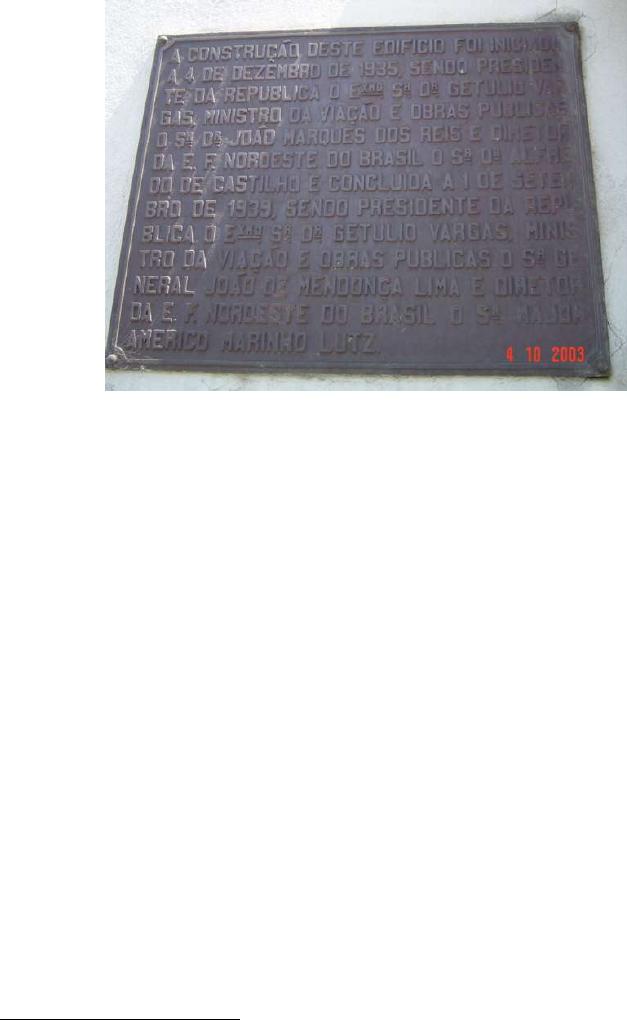 A CONSTRUÇÃO DESTE EDIFICIO FOI INICIADA
A 4 DE DEZEMBRO DE 1935, SENDO PRESIDEN
TE DA REPUBLICA O EXMO SR DR GETULIO VAR
GAS, MINISTRO DA VIAÇÃO E OBRAS PUBLICAS
O SR DR JOÃO MARQUES DOS REIS E DIRETOR
DA E. F. NOROESTE DO BRASIL O SR DR ALFRE
DO DE CASTILHO E CONCLUIDA A 1 DE SETEM
BRO DE 1939, SENDO PRESIDENTE DA REPU
BLICA O EXMO SR DR GETULIO VARGAS, MINIS
TRO DA VIAÇÃO E OBRAS PUBLICAS O SR GE
NERAL JOÃO DE MENDONÇA LIMA E DIRETOR
DA E. F. NOROESTE DO BRASIL O SR MAJOR
AMERICO MARINHO LUTZ.
4 10 2003